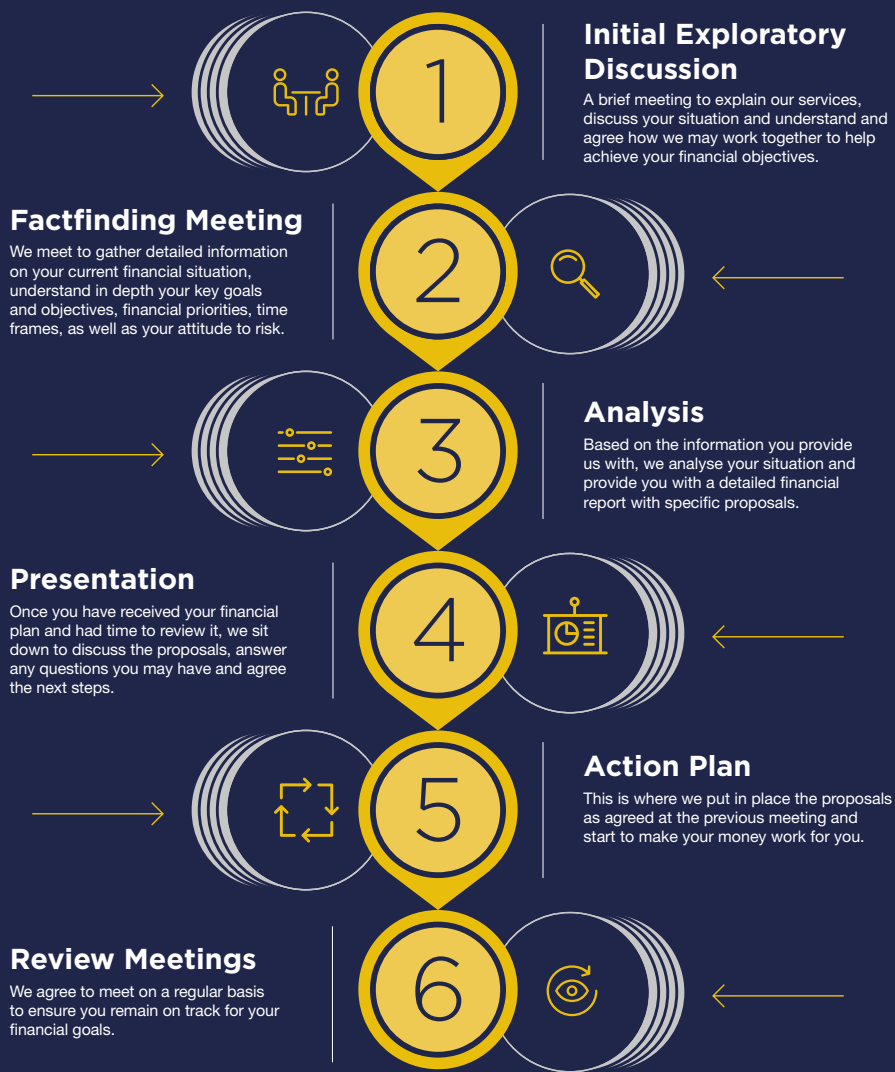 1
Initial Exploratory
Discussion
A brief meeting to explain our services,
discuss your situation and understand and
agree how we may work together to help
achieve your financial objectives.
Factfinding Meeting
We meet to gather detailed information
on your current financial situation,
understand in depth your key goals
and objectives, financial priorities, time
frames, as well as your attitude to risk.
2
3
Analysis
Based on the information you provide
us with, we analyse your situation and
provide you with a detailed financial
report with specific proposals.
Presentation
Once you have received your financial
plan and had time to review it, we sit
down to discuss the proposals, answer
any questions you may have and agree
the next steps.
4
5
Action Plan
This is where we put in place the proposals
as agreed at the previous meeting and
start to make your money work for you.
Review Meetings
We agree to meet on a regular basis
to ensure you remain on track for your
financial goals.
6